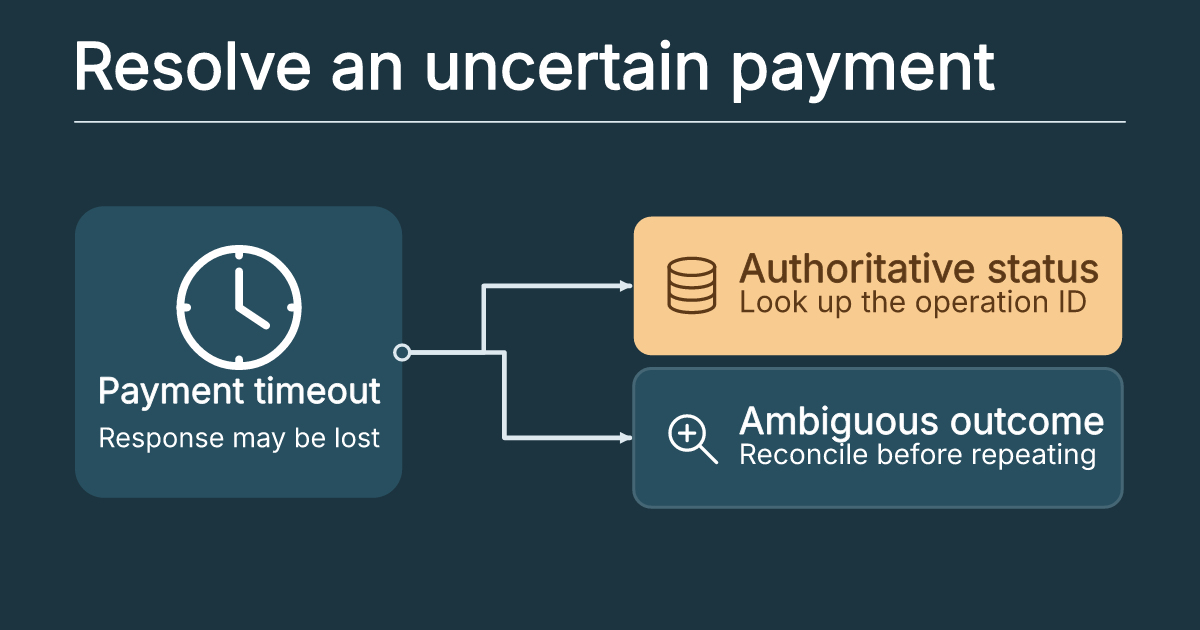 Resolve an uncertain payment
Payment timeout
Response may be lost
Authoritative status
Look up the operation ID
Ambiguous outcome
Reconcile before repeating